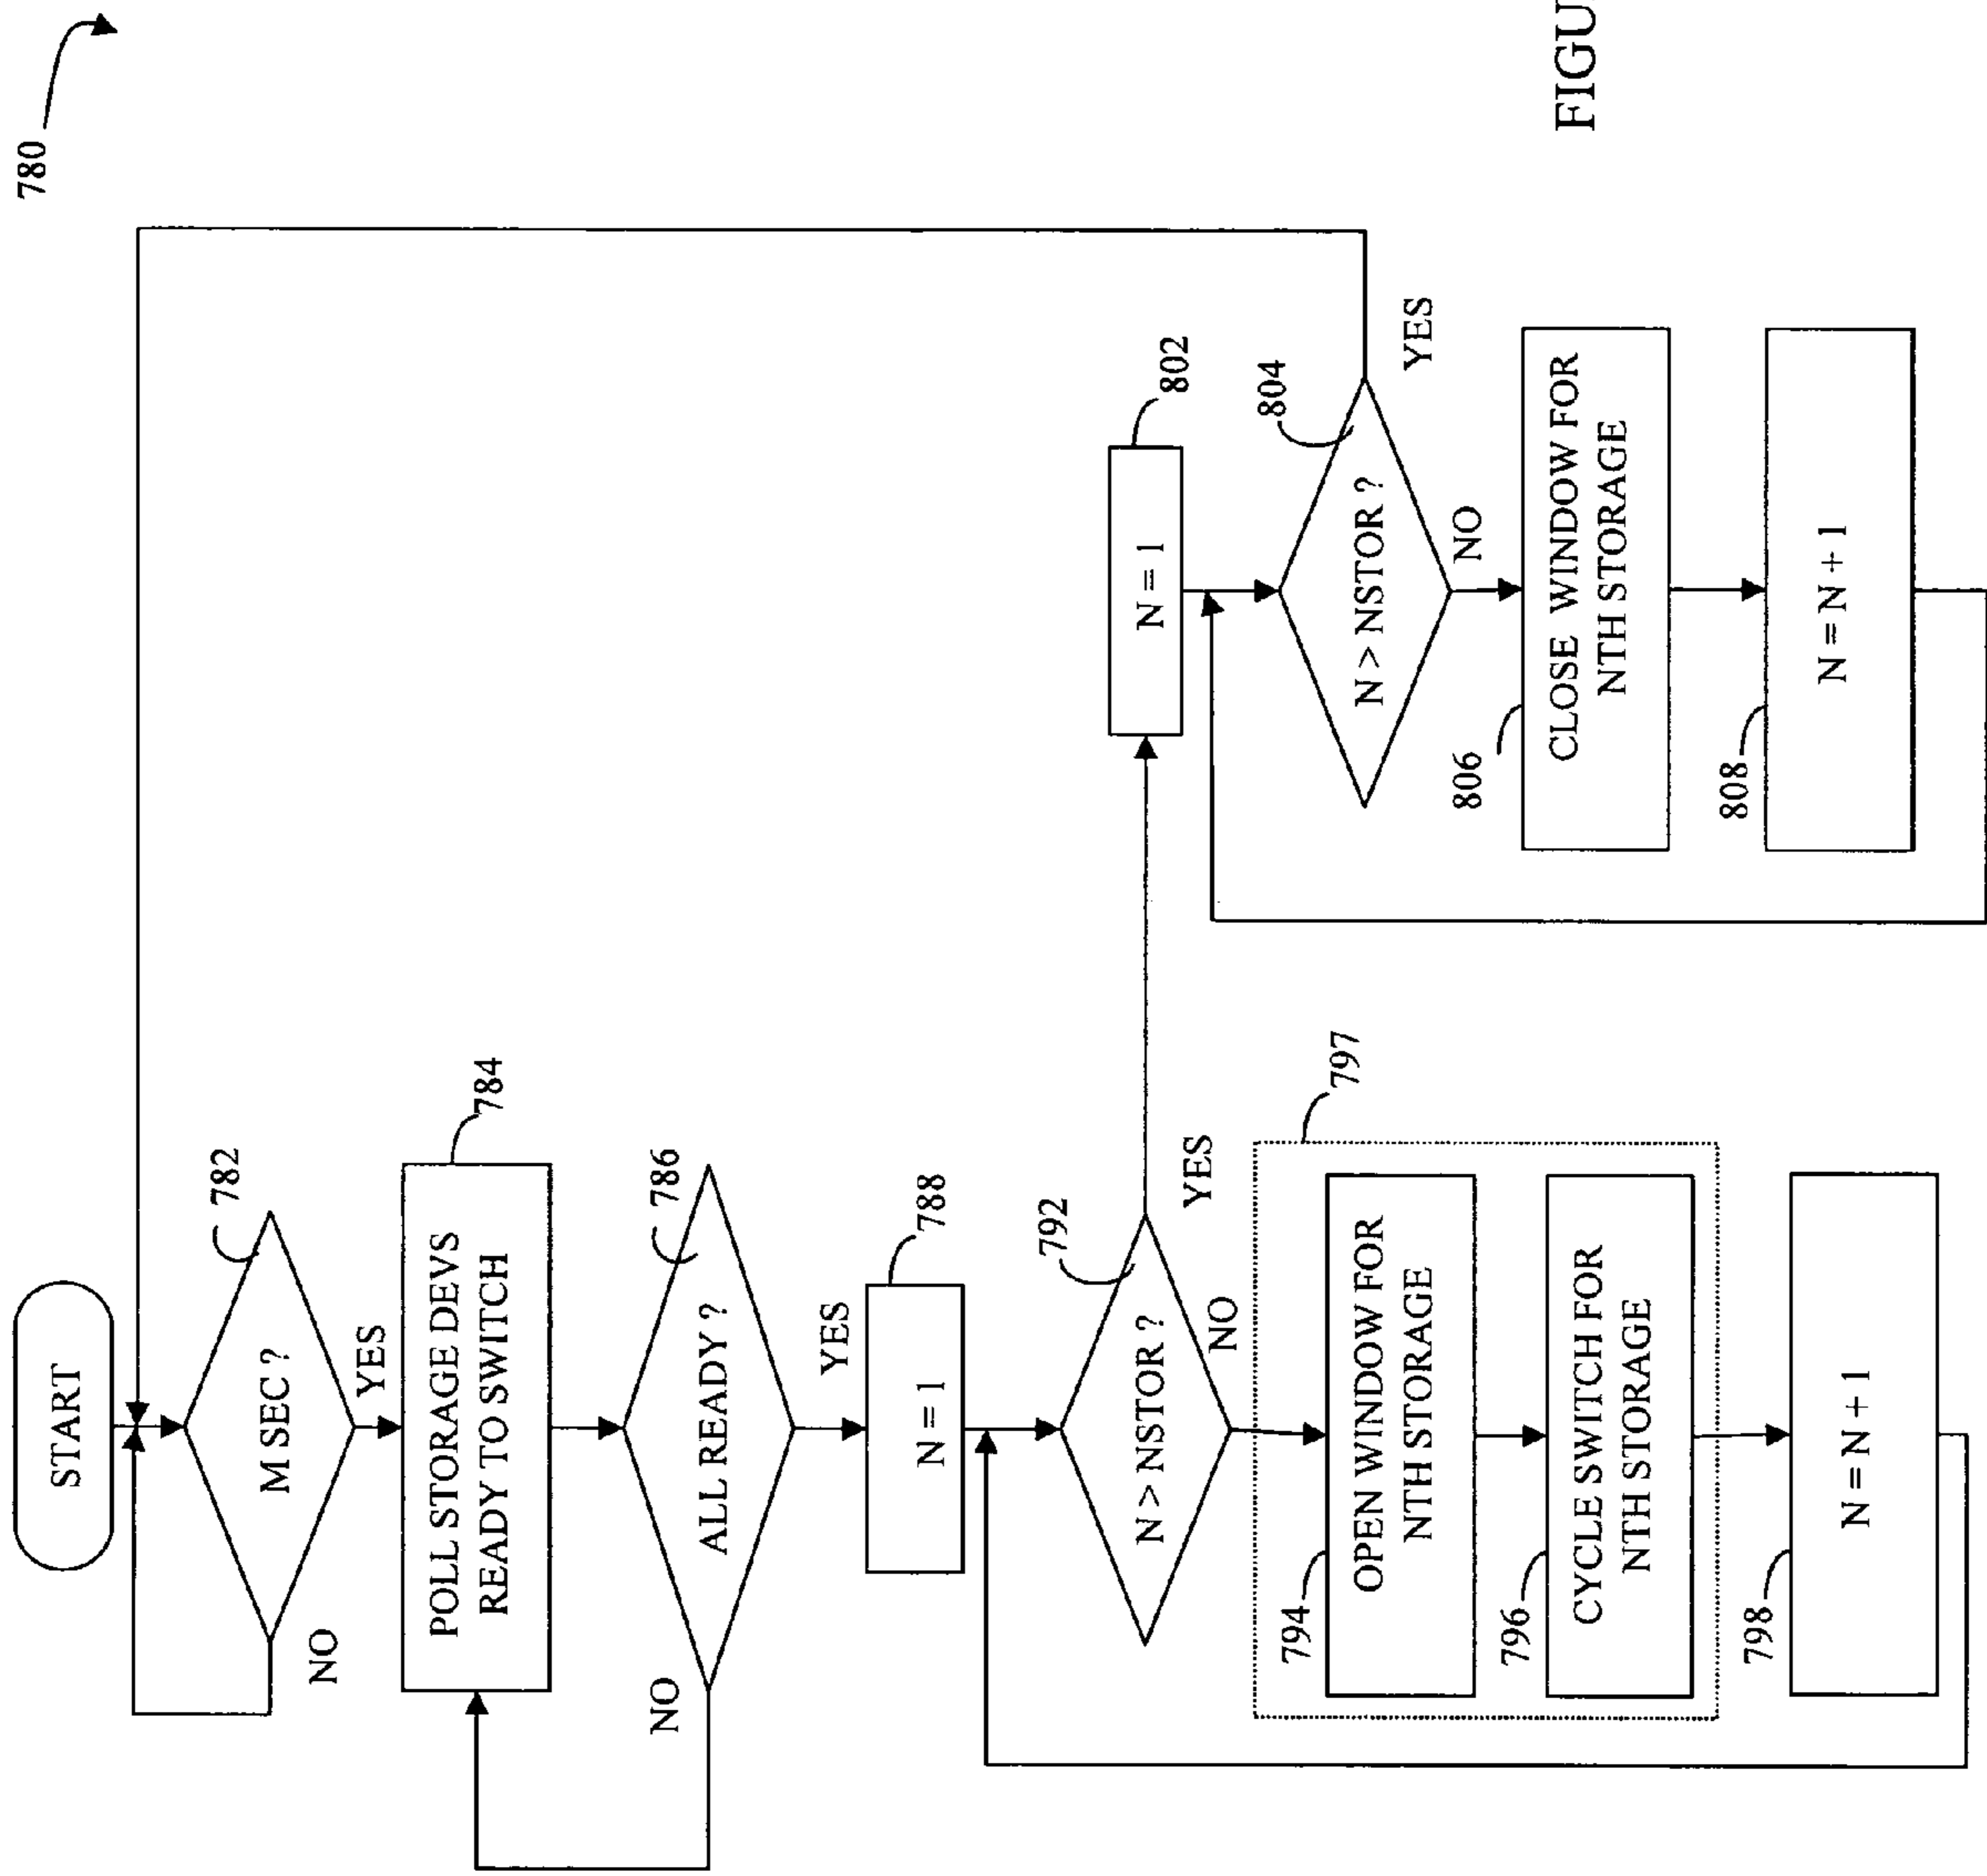 780
START
782
M SEC ?
NO
YES
784
POLL STORAGE DEVS
READY TO SWITCH
786
ALL READY ?
NO
YES
788
N = 1
792
N > NSTOR ?
YES
NO
797
794
OPEN WINDOW FOR
NTH STORAGE
796
CYCLE SWITCH FOR
NTH STORAGE
798
N = N + 1
802
N = 1
804
N > NSTOR ?
YES
NO
806
CLOSE WINDOW FOR
NTH STORAGE
808
N = N + 1
FIGU